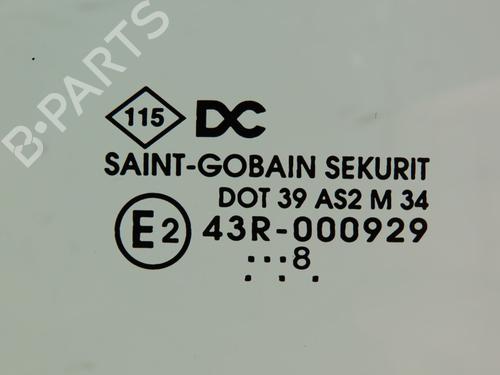 B-PARTS
115 DC
SAINT-GOBAIN SEKURIT
DOT 39 AS2 M 34
E2 43R-000929
...8
. ..